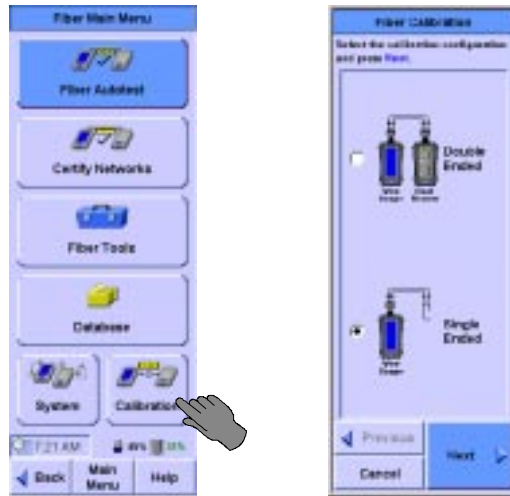 Fiber Main Menu
Fiber Autotest
Certify Networks
Fiber Tools
Database
System
Calibration
7:21 AM
Back
Main
Menu
Help
Fiber Calibration
Select the calibration configuration
and press Next.
Double
Ended
Single
Ended
Previous
Next
Cancel